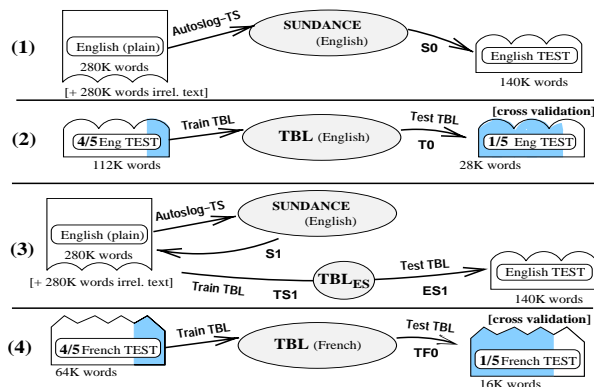 (1)
English (plain)
280K words
[+ 280K words irrel. text]
Autoslog-TS
SUNDANCE
(English)
S0
English TEST
140K words
(2)
4/5 Eng TEST
112K words
Train TBL
TBL (English)
Test TBL
T0
[cross validation]
1/5 Eng TEST
28K words
(3)
English (plain)
280K words
[+ 280K words irrel. text]
Autoslog-TS
SUNDANCE
(English)
S1
Train TBL
TS1
TBL_ES
Test TBL
ES1
English TEST
140K words
(4)
4/5 French TEST
64K words
Train TBL
TBL (French)
Test TBL
TF0
[cross validation]
1/5 French TEST
16K words